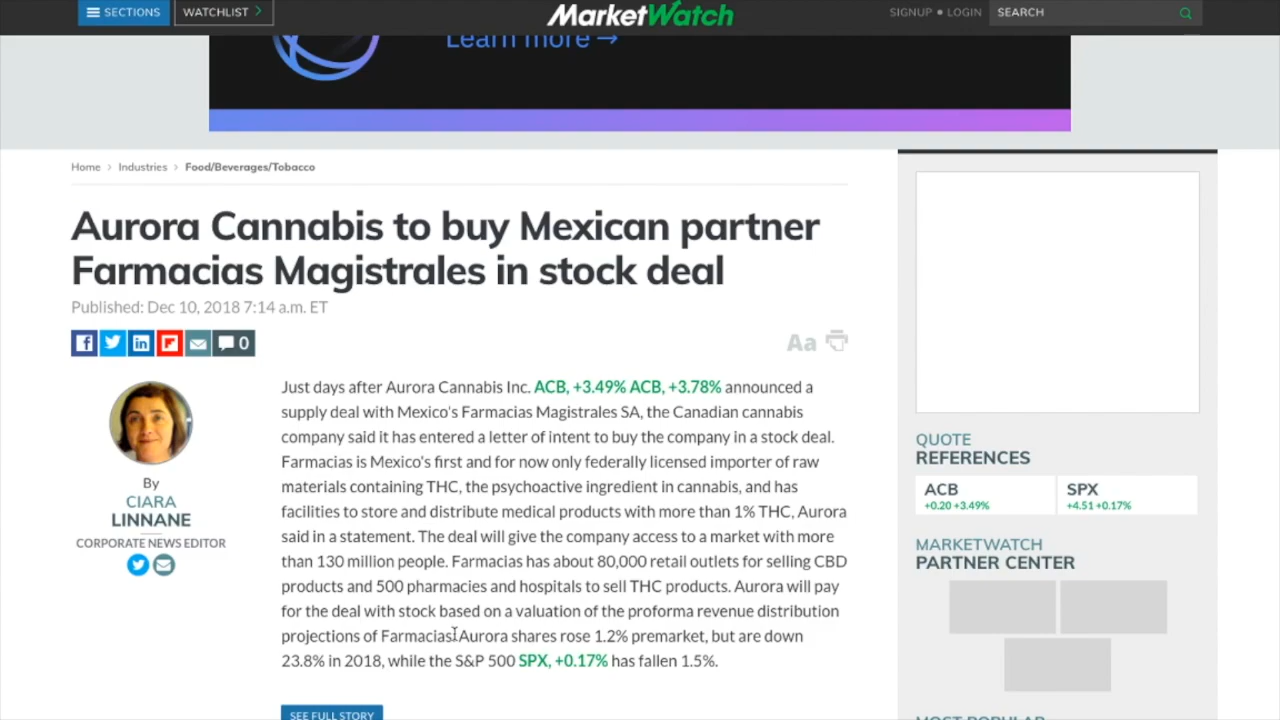 SECTIONS
WATCHLIST
MarketWatch
SIGNUP • LOGIN
SEARCH
Learn more →
Home > Industries > Food/Beverages/Tobacco
Aurora Cannabis to buy Mexican partner
Farmacias Magistrales in stock deal
Published: Dec 10, 2018 7:14 a.m. ET
0
Aa
By
CIARA
LINNANE
CORPORATE NEWS EDITOR
Just days after Aurora Cannabis Inc. ACB, +3.49% ACB, +3.78% announced a
supply deal with Mexico's Farmacias Magistrales SA, the Canadian cannabis
company said it has entered a letter of intent to buy the company in a stock deal.
Farmacias is Mexico's first and for now only federally licensed importer of raw
materials containing THC, the psychoactive ingredient in cannabis, and has
facilities to store and distribute medical products with more than 1% THC, Aurora
said in a statement. The deal will give the company access to a market with more
than 130 million people. Farmacias has about 80,000 retail outlets for selling CBD
products and 500 pharmacies and hospitals to sell THC products. Aurora will pay
for the deal with stock based on a valuation of the proforma revenue distribution
projections of Farmacias. Aurora shares rose 1.2% premarket, but are down
23.8% in 2018, while the S&P 500 SPX, +0.17% has fallen 1.5%.
SEE FULL STORY
QUOTE
REFERENCES
ACB
+0.20 +3.49%
SPX
+4.51 +0.17%
MARKETWATCH
PARTNER CENTER
MOST POPULAR